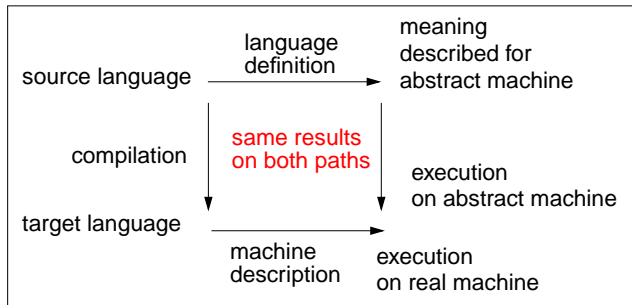 language
definition
meaning
described for
abstract machine
source language
compilation
same results
on both paths
execution
on abstract machine
target language
machine
description
execution
on real machine